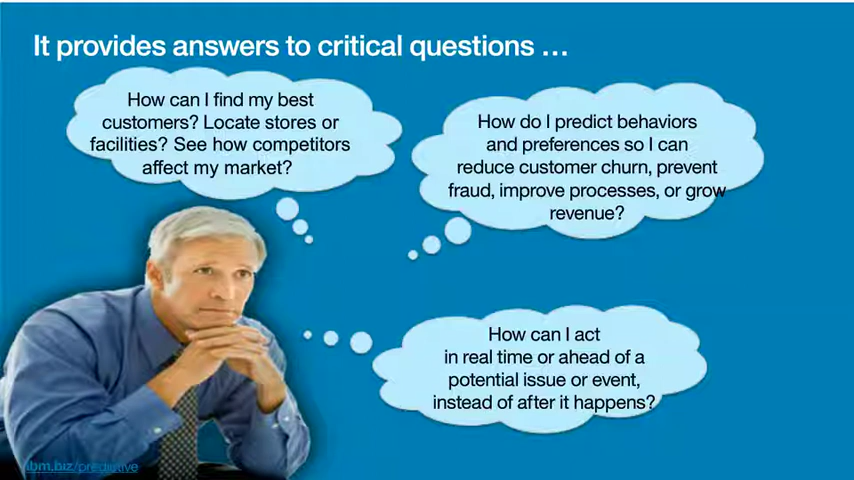 It provides answers to critical questions …
How can I find my best
customers? Locate stores or
facilities? See how competitors
affect my market?
How do I predict behaviors
and preferences so I can
reduce customer churn, prevent
fraud, improve processes, or grow
revenue?
How can I act
in real time or ahead of a
potential issue or event,
instead of after it happens?
ibm.biz/predictive